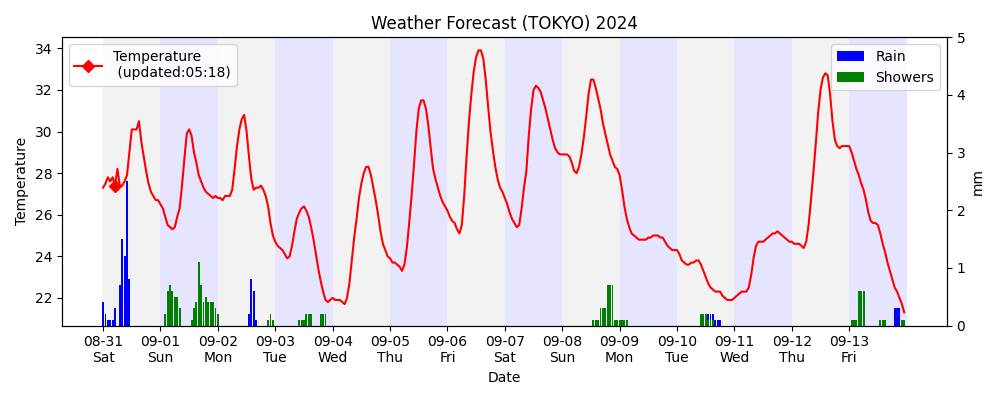 Weather Forecast (TOKYO) 2024
Temperature
(updated:05:18)
Rain
Showers
34
32
30
28
26
24
22
Temperature
5
4
3
2
1
0
mm
08-31 09-01 09-02 09-03 09-04 09-05 09-06 09-07 09-08 09-09 09-10 09-11 09-12 09-13
Sat Sun Mon Tue Wed Thu Fri Sat Sun Mon Tue Wed Thu Fri
Date